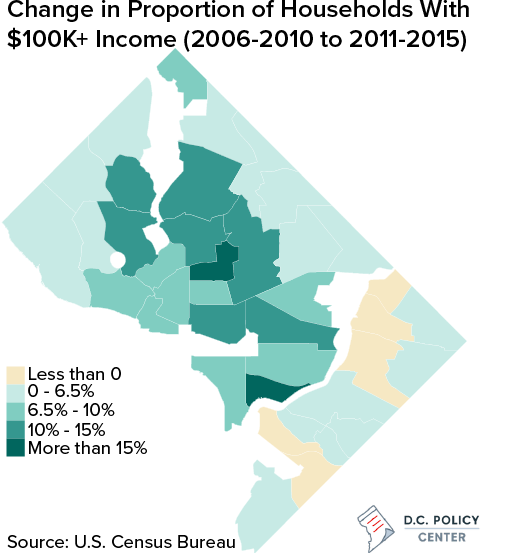 Change in Proportion of Households With
$100K+ Income (2006-2010 to 2011-2015)
Less than 0
0 - 6.5%
6.5% - 10%
10% - 15%
More than 15%
Source: U.S. Census Bureau
D.C. POLICY
CENTER